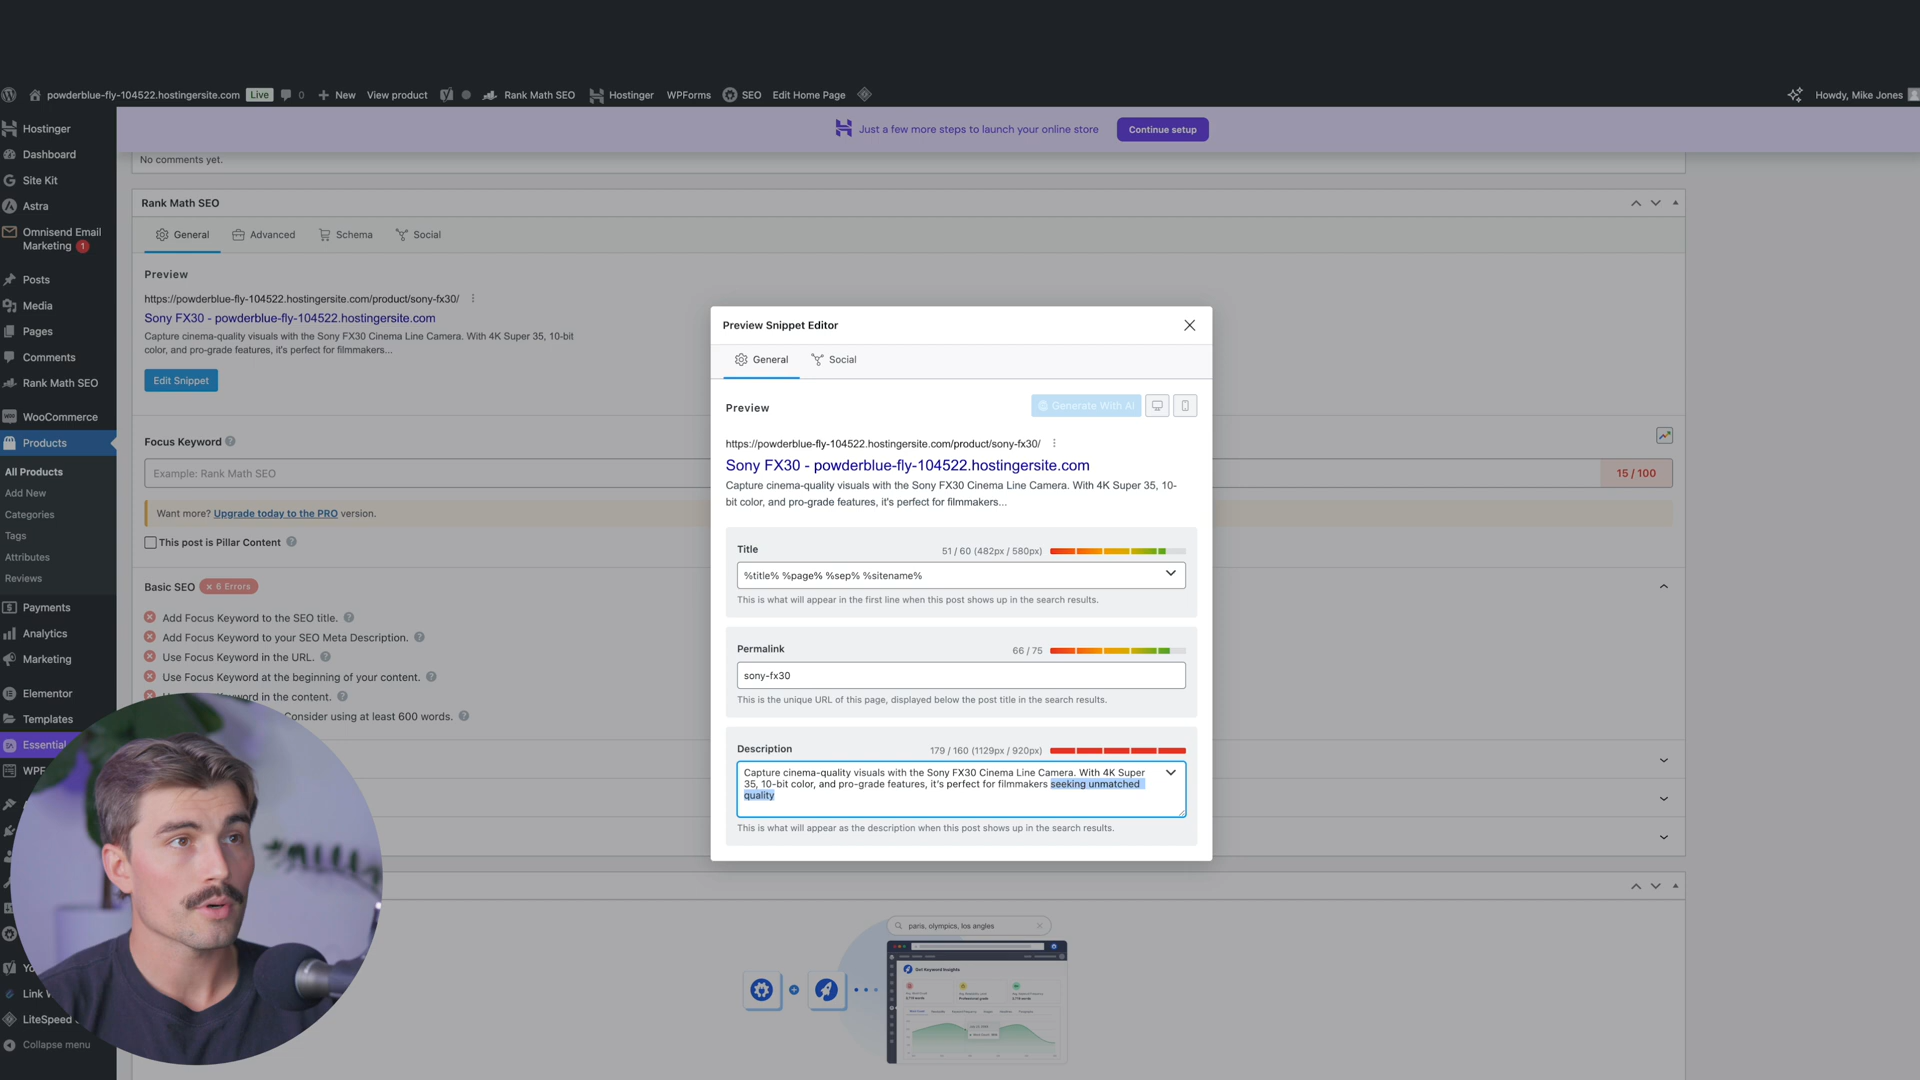 powderblue-fly-104522.hostingersite.com Live 0 New View product Rank Math SEO Hostinger WPForms SEO Edit Home Page Howdy, Mike Jones
Just a few more steps to launch your online store Continue setup
Hostinger
Dashboard
Site Kit
Astra
Omnisend Email
Marketing 1
Posts
Media
Pages
Comments
Rank Math SEO
WooCommerce
Products
All Products
Add New
Categories
Tags
Attributes
Reviews
Payments
Analytics
Marketing
Elementor
Templates
Essential
WPF
Link W
LiteSpeed
Collapse menu
No comments yet.
Rank Math SEO
General Advanced Schema Social
Preview
https://powderblue-fly-104522.hostingersite.com/product/sony-fx30/
Sony FX30 - powderblue-fly-104522.hostingersite.com
Capture cinema-quality visuals with the Sony FX30 Cinema Line Camera. With 4K Super 35, 10-bit
color, and pro-grade features, it's perfect for filmmakers...
Edit Snippet
Focus Keyword
Example: Rank Math SEO
15 / 100
Want more? Upgrade today to the PRO version.
This post is Pillar Content
Basic SEO × 6 Errors
Add Focus Keyword to the SEO title.
Add Focus Keyword to your SEO Meta Description.
Use Focus Keyword in the URL.
Use Focus Keyword at the beginning of your content.
in the content.
Consider using at least 600 words.
Preview Snippet Editor
General Social
Preview
Generate With AI
https://powderblue-fly-104522.hostingersite.com/product/sony-fx30/
Sony FX30 - powderblue-fly-104522.hostingersite.com
Capture cinema-quality visuals with the Sony FX30 Cinema Line Camera. With 4K Super 35, 10-
bit color, and pro-grade features, it's perfect for filmmakers...
Title 51 / 60 (482px / 580px)
%title% %page% %sep% %sitename%
This is what will appear in the first line when this post shows up in the search results.
Permalink 66 / 75
sony-fx30
This is the unique URL of this page, displayed below the post title in the search results.
Description 179 / 160 (1129px / 920px)
Capture cinema-quality visuals with the Sony FX30 Cinema Line Camera. With 4K Super
35, 10-bit color, and pro-grade features, it's perfect for filmmakers seeking unmatched
quality
This is what will appear as the description when this post shows up in the search results.
paris, olympics, los angles
Get Keyword Insights